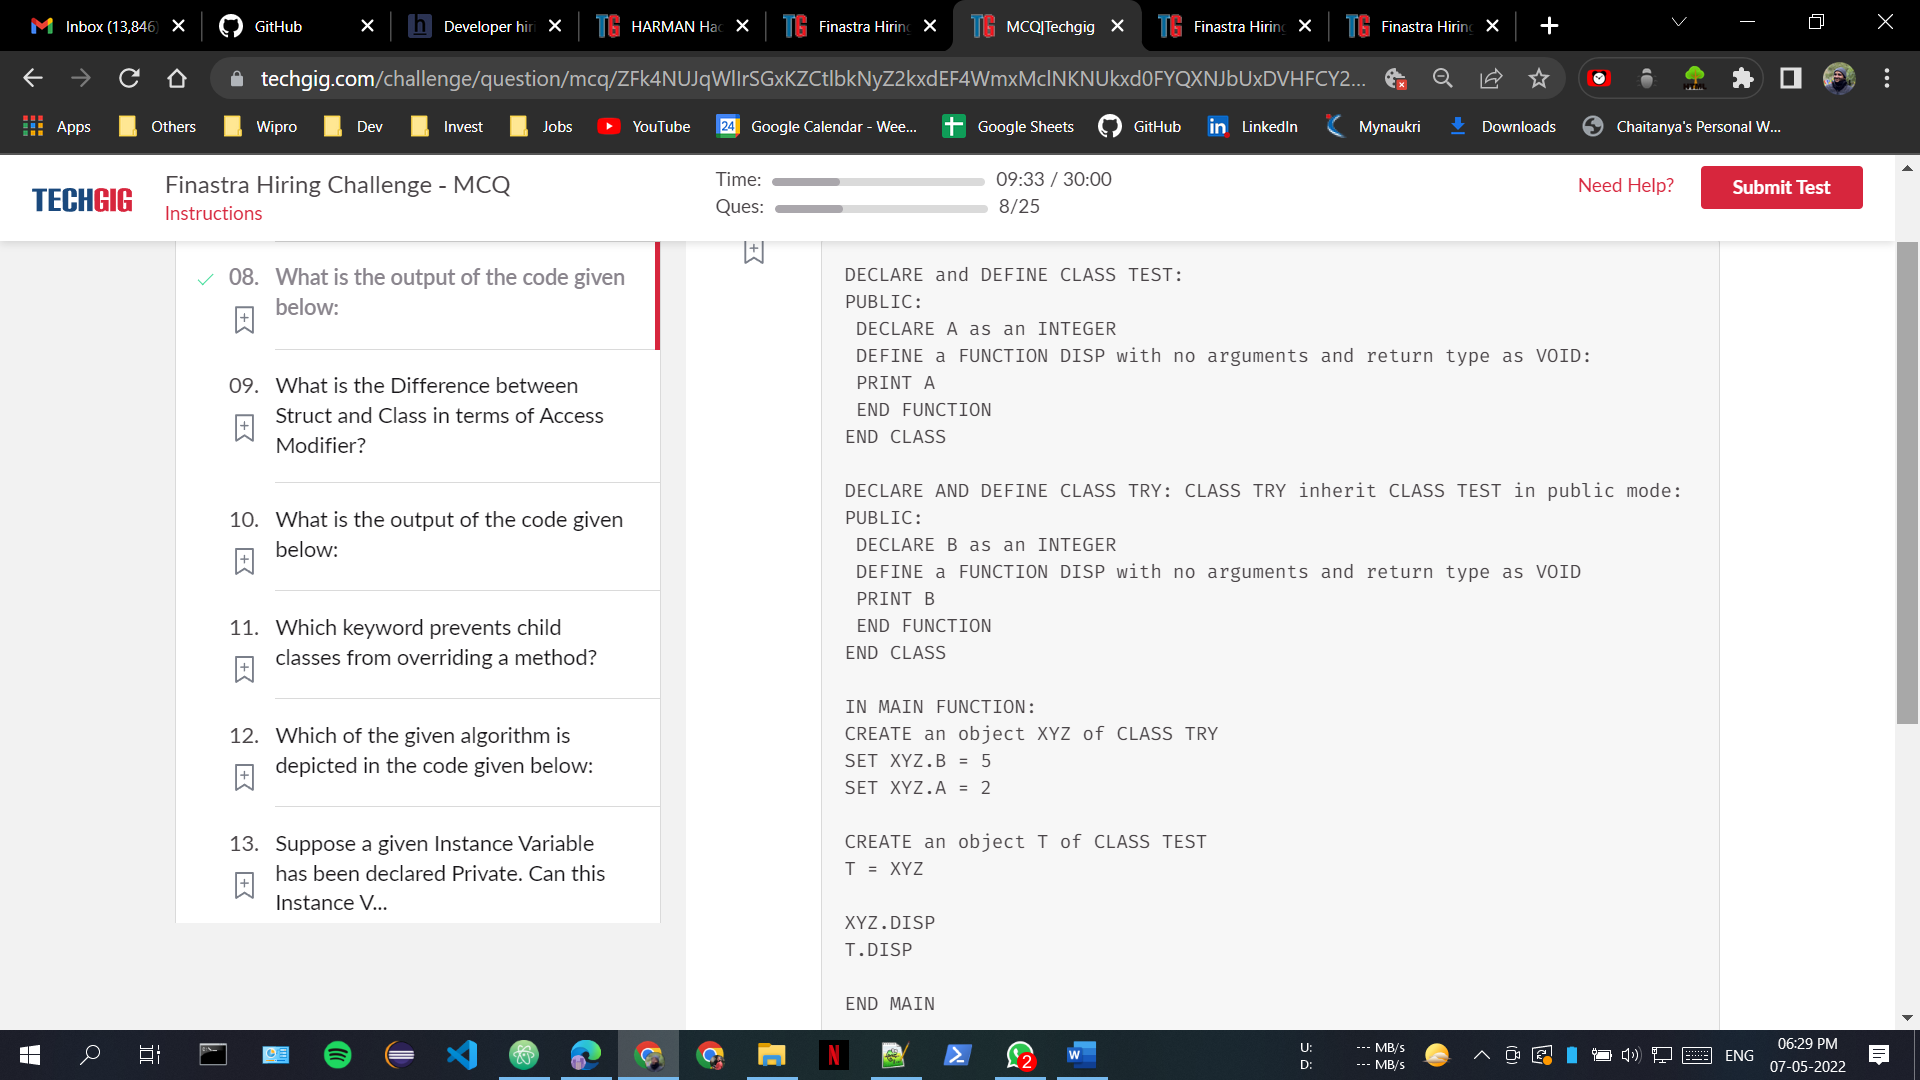 Inbox (13,846
GitHub
Developer hiri
HARMAN Hac
Finastra Hiring
MCQ|Techgig
Finastra Hiring
Finastra Hiring
techgig.com/challenge/question/mcq/
Apps
Others
Wipro
Dev
Invest
Jobs
YouTube
24
Google Calendar - Wee...
Google Sheets
GitHub
LinkedIn
Mynaukri
Downloads
Chaitanya's Personal W...
TECHGIG
Finastra Hiring Challenge - MCQ
Instructions
Time: 09:33 / 30:00
Ques: 8/25
Need Help?
Submit Test
08. What is the output of the code given
below:
09. What is the Difference between
Struct and Class in terms of Access
Modifier?
10. What is the output of the code given
below:
11. Which keyword prevents child
classes from overriding a method?
12. Which of the given algorithm is
depicted in the code given below:
13. Suppose a given Instance Variable
has been declared Private. Can this
Instance V...
DECLARE and DEFINE CLASS TEST:
PUBLIC:
DECLARE A as an INTEGER
DEFINE a FUNCTION DISP with no arguments and return type as VOID:
PRINT A
END FUNCTION
END CLASS
DECLARE AND DEFINE CLASS TRY: CLASS TRY inherit CLASS TEST in public mode:
PUBLIC:
DECLARE B as an INTEGER
DEFINE a FUNCTION DISP with no arguments and return type as VOID
PRINT B
END FUNCTION
END CLASS
IN MAIN FUNCTION:
CREATE an object XYZ of CLASS TRY
SET XYZ.B = 5
SET XYZ.A = 2
CREATE an object T of CLASS TEST
T = XYZ
XYZ.DISP
T.DISP
END MAIN
U: --- MB/s
D: --- MB/s
ENG
06:29 PM
07-05-2022